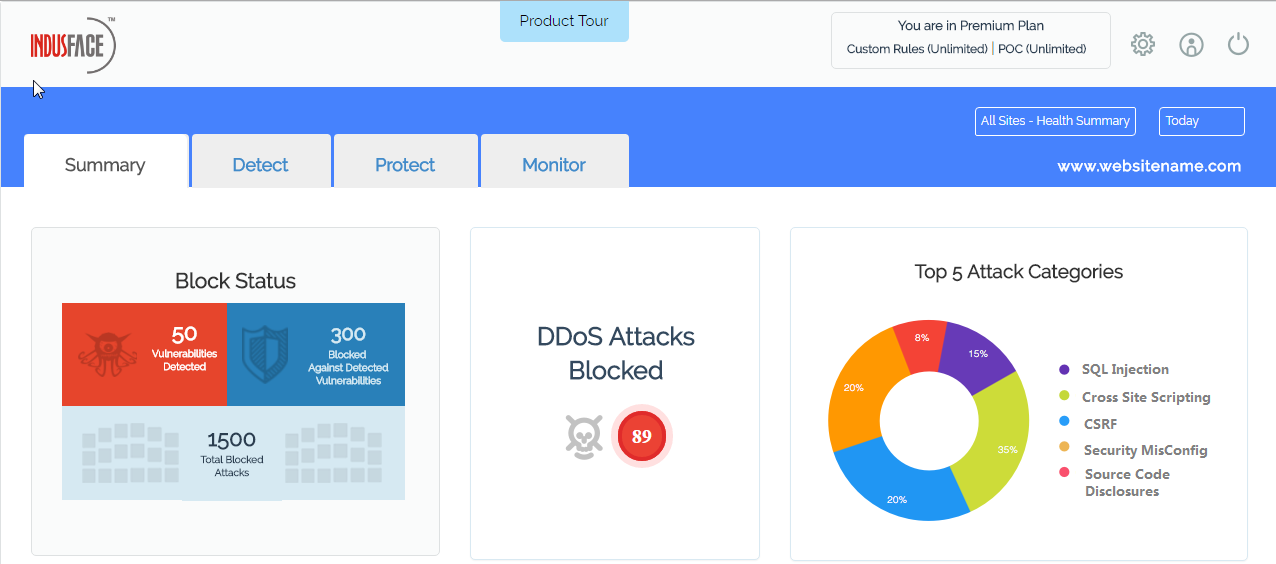 Product Tour
INDUSFACE™
You are in Premium Plan
Custom Rules (Unlimited) | POC (Unlimited)
All Sites - Health Summary
Today
Summary
Detect
Protect
Monitor
www.websitename.com
Block Status
50
Vulnerabilities
Detected
300
Blocked
Against Detected
Vulnerabilities
1500
Total Blocked
Attacks
DDoS Attacks
Blocked
89
Top 5 Attack Categories
8%
15%
20%
35%
20%
SQL Injection
Cross Site Scripting
CSRF
Security MisConfig
Source Code
Disclosures